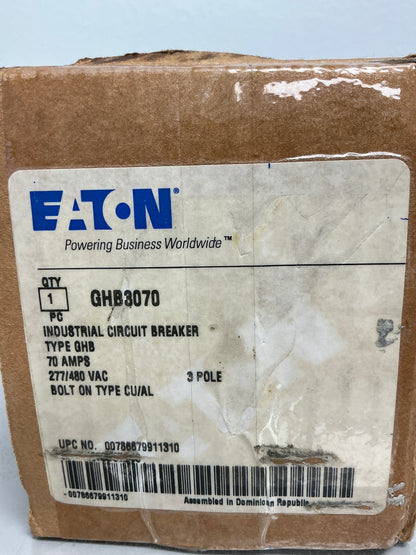 EATON®
Powering Business Worldwide™
QTY
1
PC
GHB3070
INDUSTRIAL CIRCUIT BREAKER
TYPE GHB
70 AMPS
277/480 VAC 3 POLE
BOLT ON TYPE CU/AL
UPC NO. 00786679911310
-00786679911310 Assembled in Dominican Republic